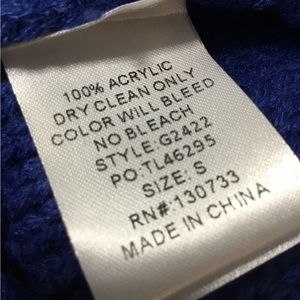 100% ACRYLIC
DRY CLEAN ONLY
COLOR WILL BLEED
NO BLEACH
STYLE:G2422
PO:TL46295
SIZE: S
RN#:130733
MADE IN CHINA